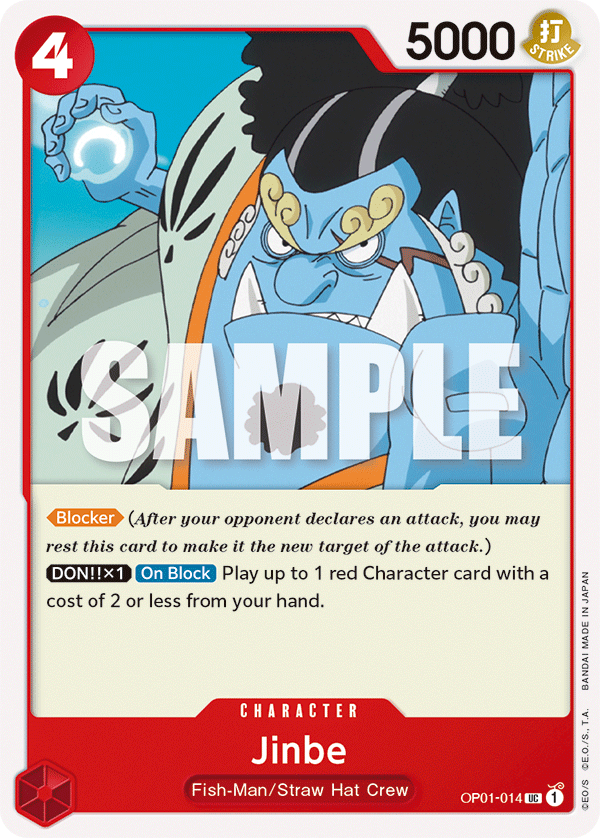 4
5000
打
STRIKE
SAMPLE
Blocker (After your opponent declares an attack, you may
rest this card to make it the new target of the attack.)
DON!!×1 On Block Play up to 1 red Character card with a
cost of 2 or less from your hand.
CHARACTER
Jinbe
Fish-Man/Straw Hat Crew
OP01-014 UC 1
©EO/S ©E.O./S., T.A. BANDAI MADE IN JAPAN